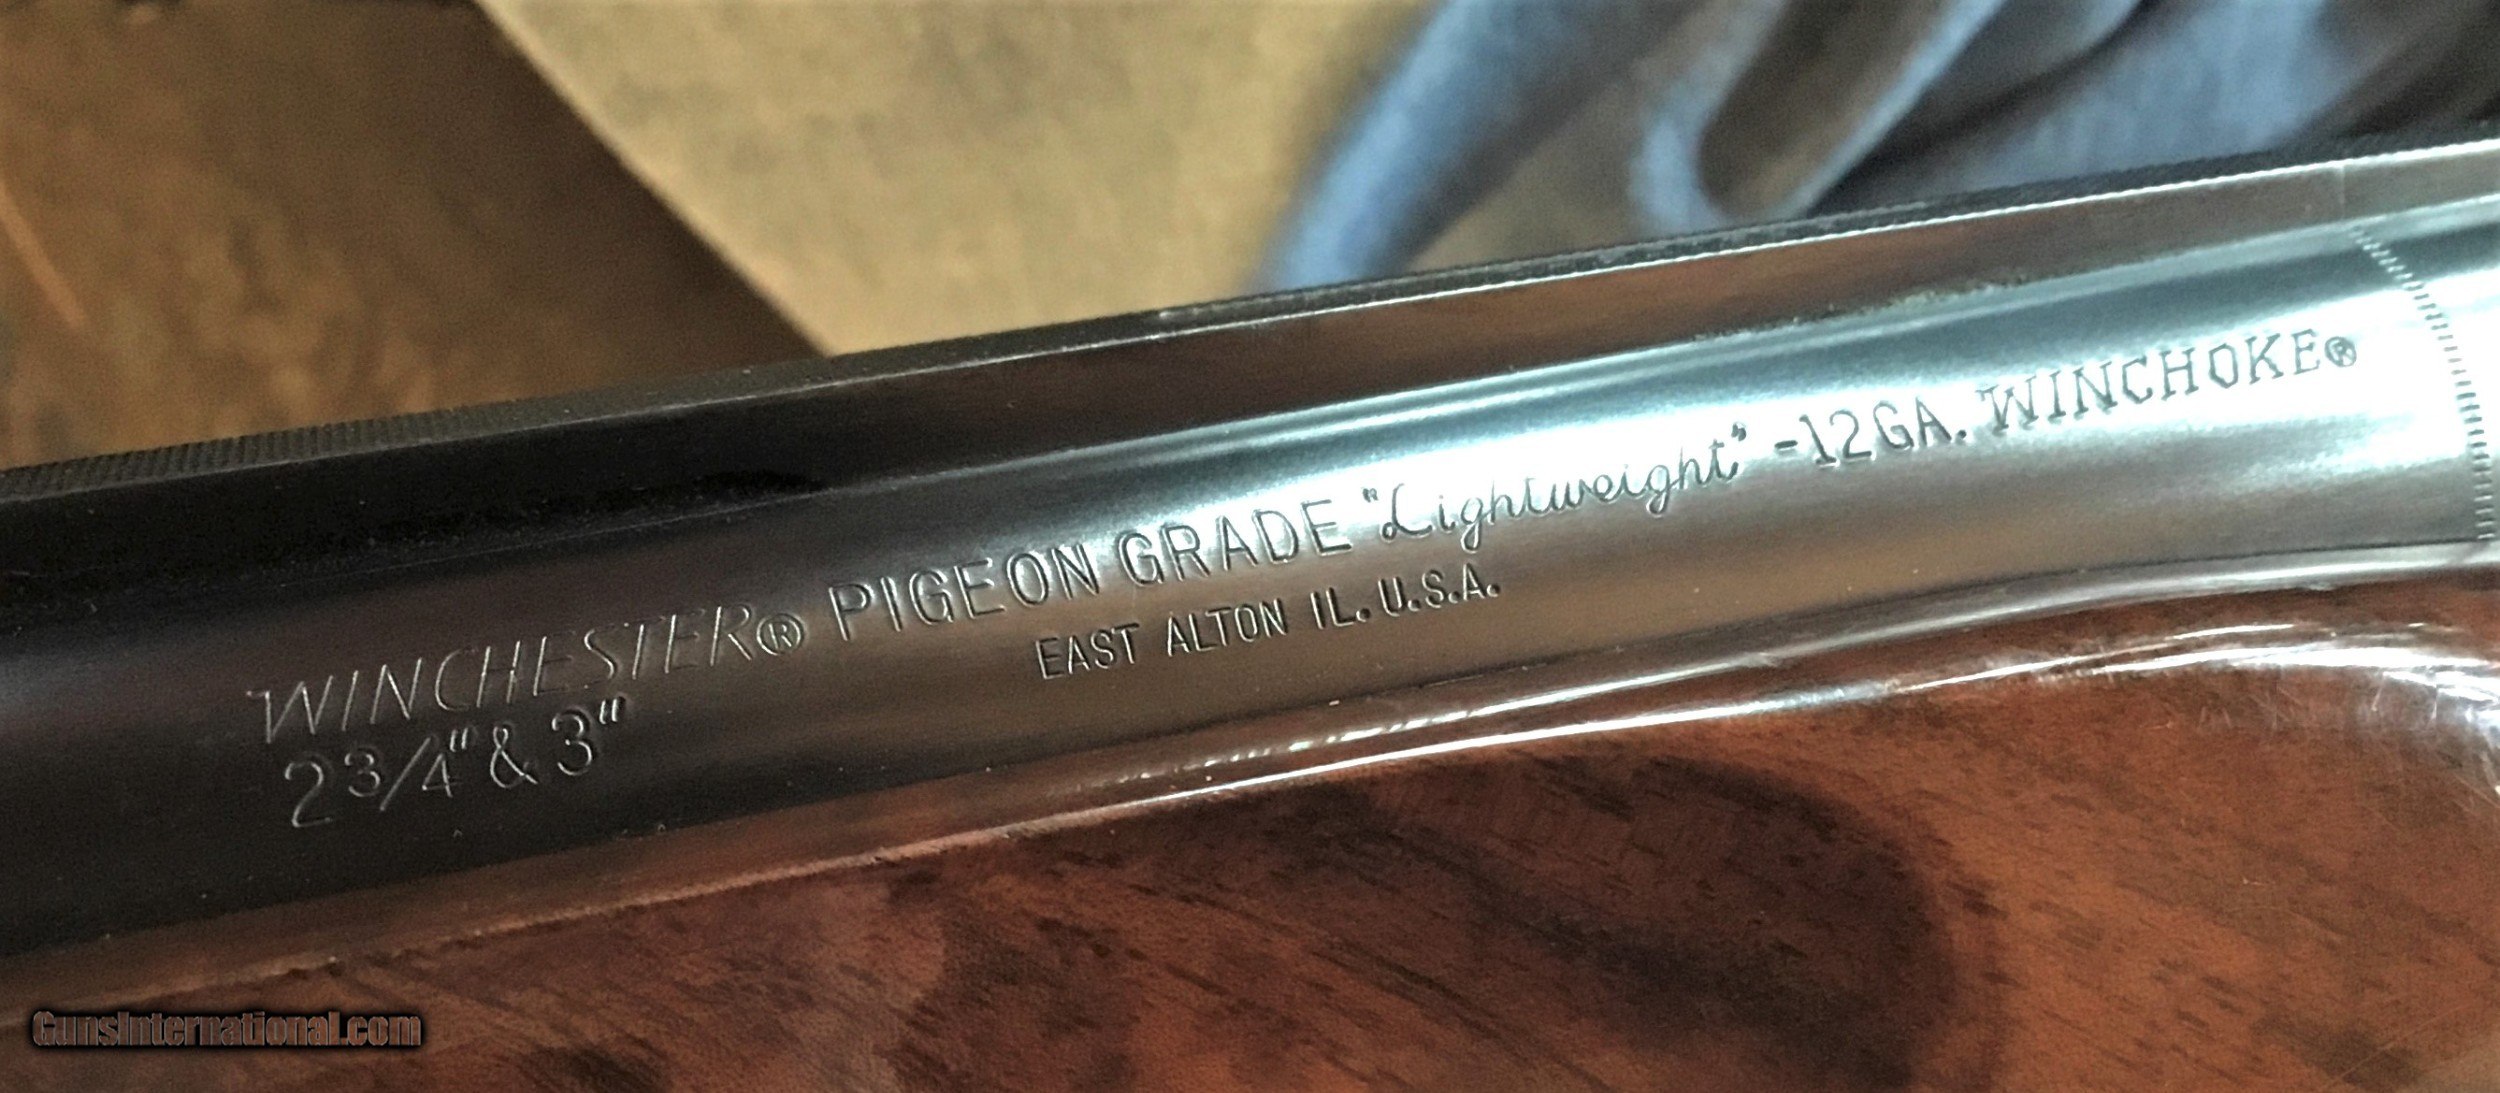 WINCHESTER® PIGEON GRADE "Lightweight" -12GA. WINCHOKE®
2 3/4" & 3"
EAST ALTON IL. U.S.A.
GunsInternational.com